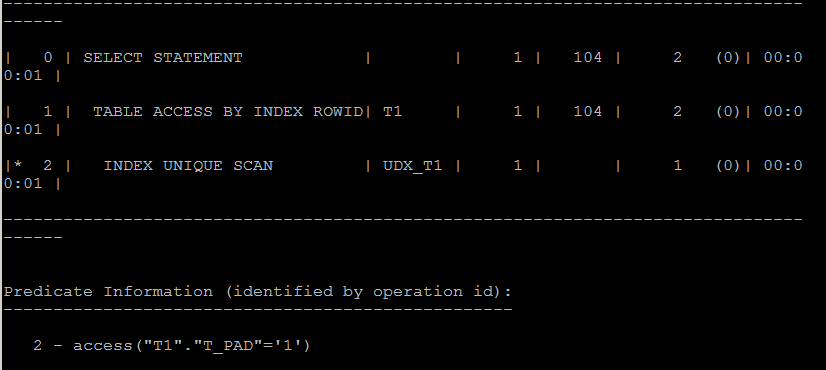 --------------------------------------------------------------------------------
------
|   0 | SELECT STATEMENT            |        |     1 |   104 |     2   (0)| 00:0
0:01 |
|   1 |  TABLE ACCESS BY INDEX ROWID| T1     |     1 |   104 |     2   (0)| 00:0
0:01 |
|*  2 |   INDEX UNIQUE SCAN         | UDX_T1 |     1 |       |     1   (0)| 00:0
0:01 |
--------------------------------------------------------------------------------
------
Predicate Information (identified by operation id):
---------------------------------------------------
   2 - access("T1"."T_PAD"='1')